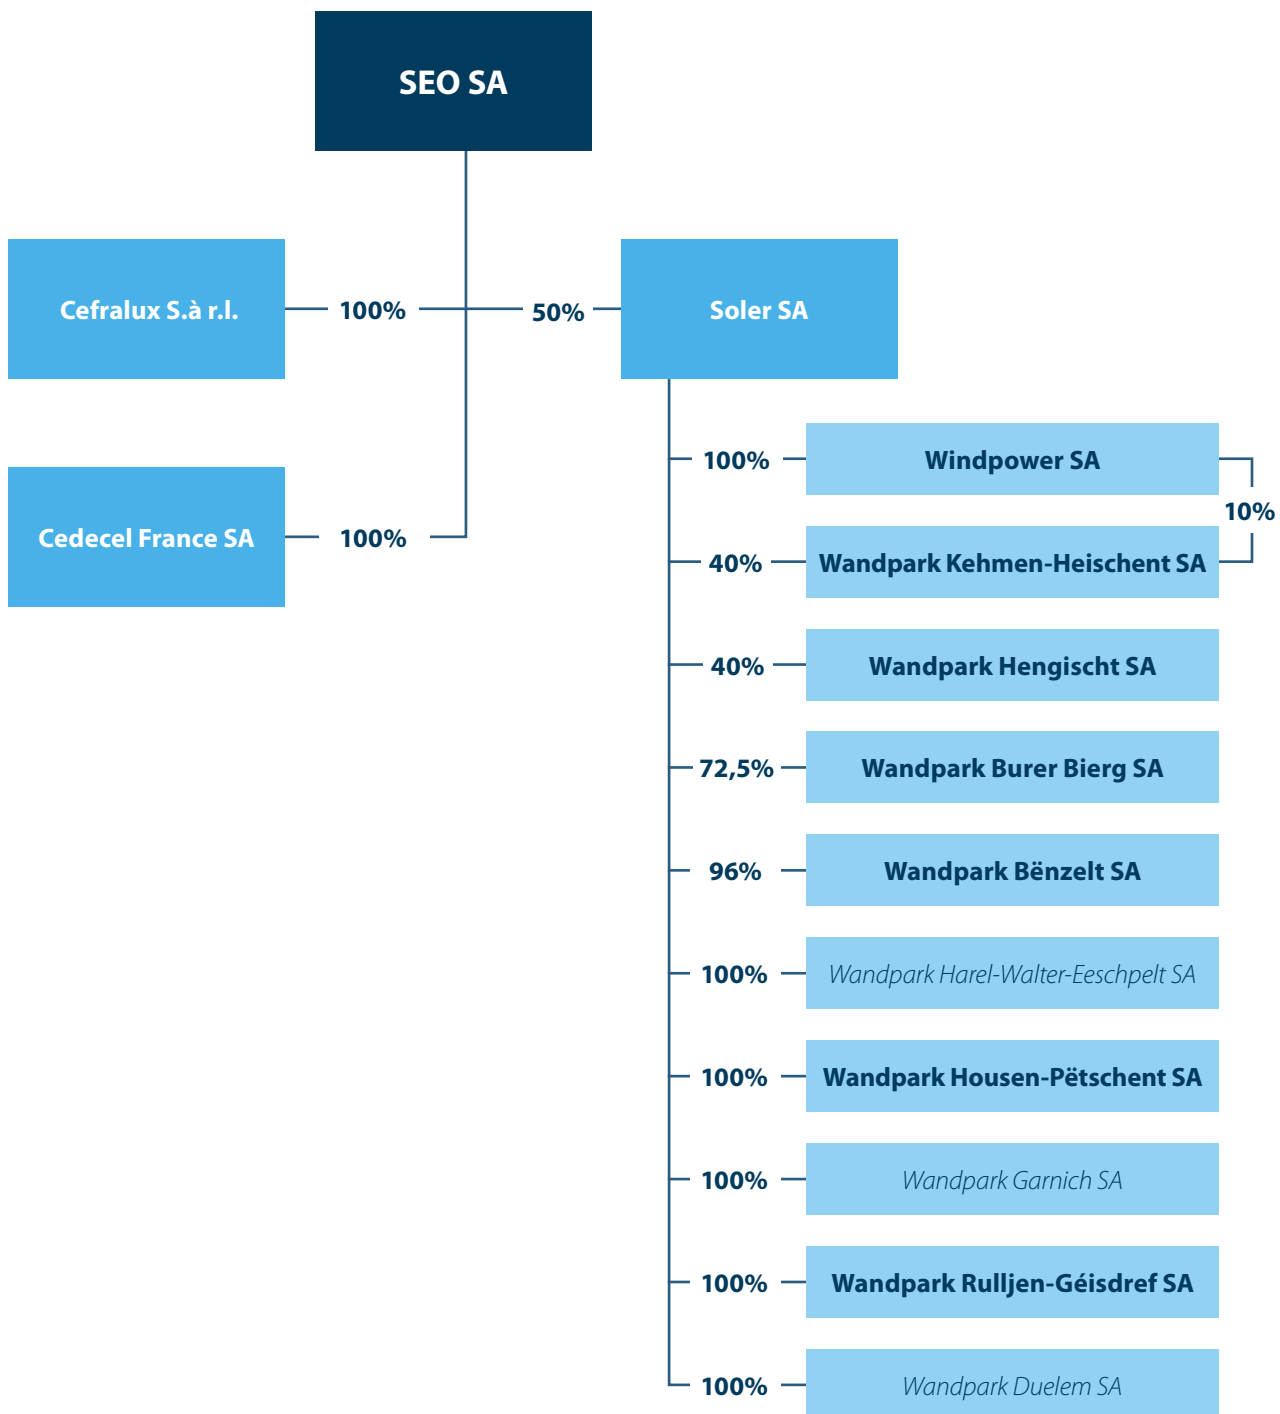 SEO SA
Cefralux S.à r.l.
100%
50%
Soler SA
Cedecel France SA
100%
100%
Windpower SA
10%
40%
Wandpark Kehmen-Heischent SA
40%
Wandpark Hengischt SA
72,5%
Wandpark Burer Bierg SA
96%
Wandpark Bënzelt SA
100%
Wandpark Harel-Walter-Eeschpelt SA
100%
Wandpark Housen-Pëtschent SA
100%
Wandpark Garnich SA
100%
Wandpark Rulljen-Géisdref SA
100%
Wandpark Duelem SA